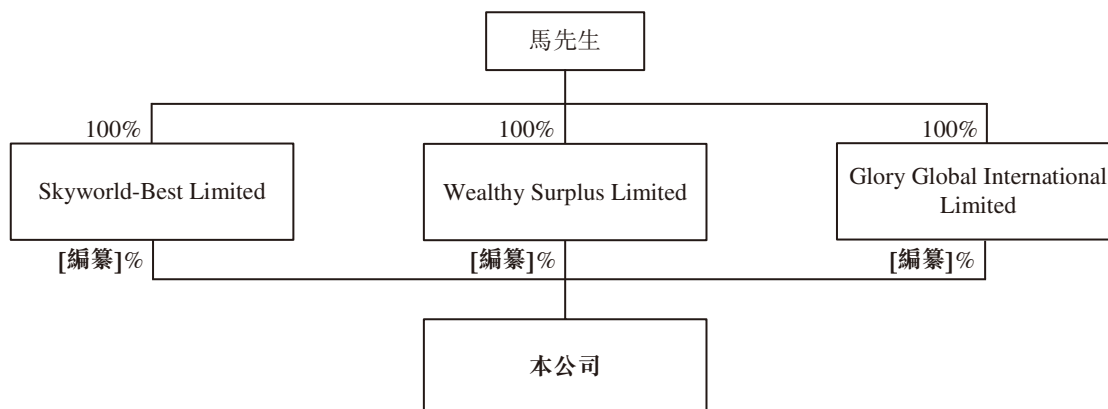 馬先生
100%
100%
100%
Skyworld-Best Limited
Wealthy Surplus Limited
Glory Global International
Limited
[編纂]%
[編纂]%
[編纂]%
本公司